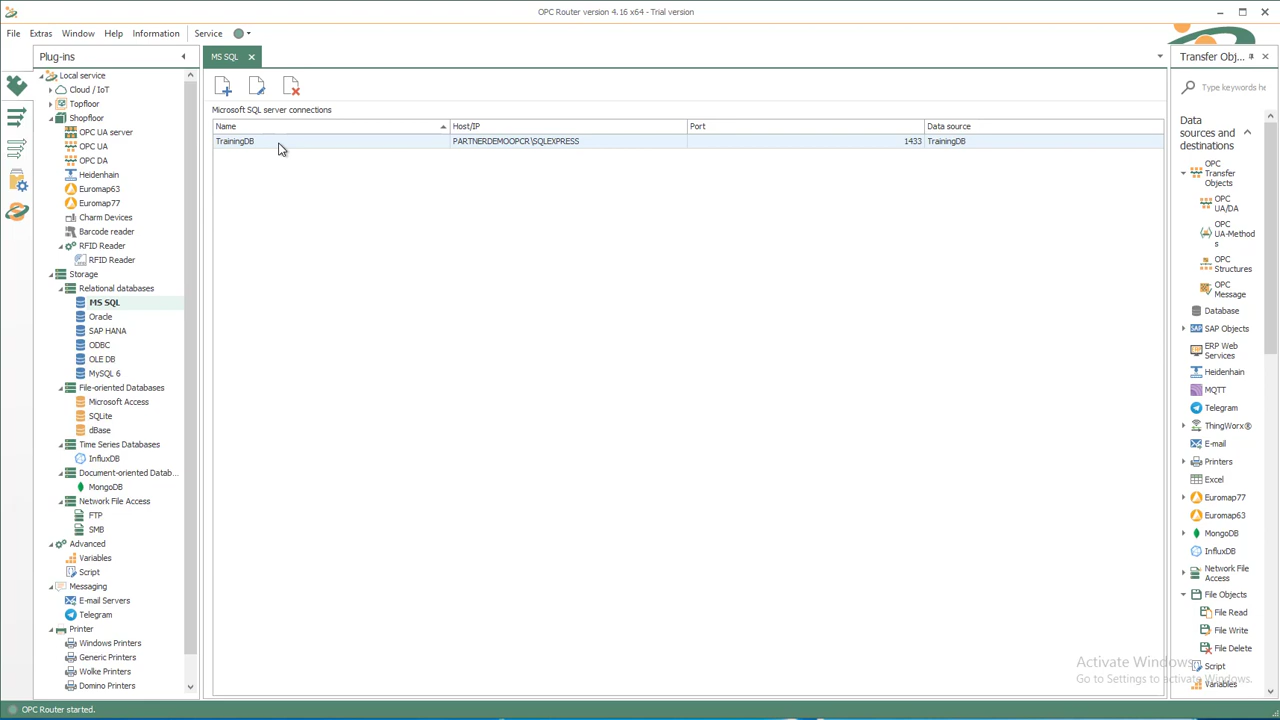 OPC Router version 4.16 x64 - Trial version
File Extras Window Help Information Service
Plug-ins
Local service
Cloud / IoT
Topfloor
Shopfloor
OPC UA server
OPC UA
OPC DA
Heidenhain
Euromap63
Euromap77
Charm Devices
Barcode reader
RFID Reader
RFID Reader
Storage
Relational databases
MS SQL
Oracle
SAP HANA
ODBC
OLE DB
MySQL 6
File-oriented Databases
Microsoft Access
SQLite
dBase
Time Series Databases
InfluxDB
Document-oriented Datab...
MongoDB
Network File Access
FTP
SMB
Advanced
Variables
Script
Messaging
E-mail Servers
Telegram
Printer
Windows Printers
Generic Printers
Wolke Printers
Domino Printers
MS SQL
Microsoft SQL server connections
Name Host/IP Port Data source
TrainingDB PARTNERDEMOOPCR\SQLEXPRESS 1433 TrainingDB
Transfer Obj...
Type keywords he
Data
sources and
destinations
OPC
Transfer
Objects
OPC
UA/DA
OPC
UA-Method
s
OPC
Structures
OPC
Message
Database
SAP Objects
ERP Web
Services
Heidenhain
MQTT
Telegram
ThingWorx®
E-mail
Printers
Excel
Euromap77
Euromap63
MongoDB
InfluxDB
Network File
Access
File Objects
File Read
File Write
File Delete
Script
Variables
Activate Windows
Go to Settings to activate Windows.
OPC Router started.